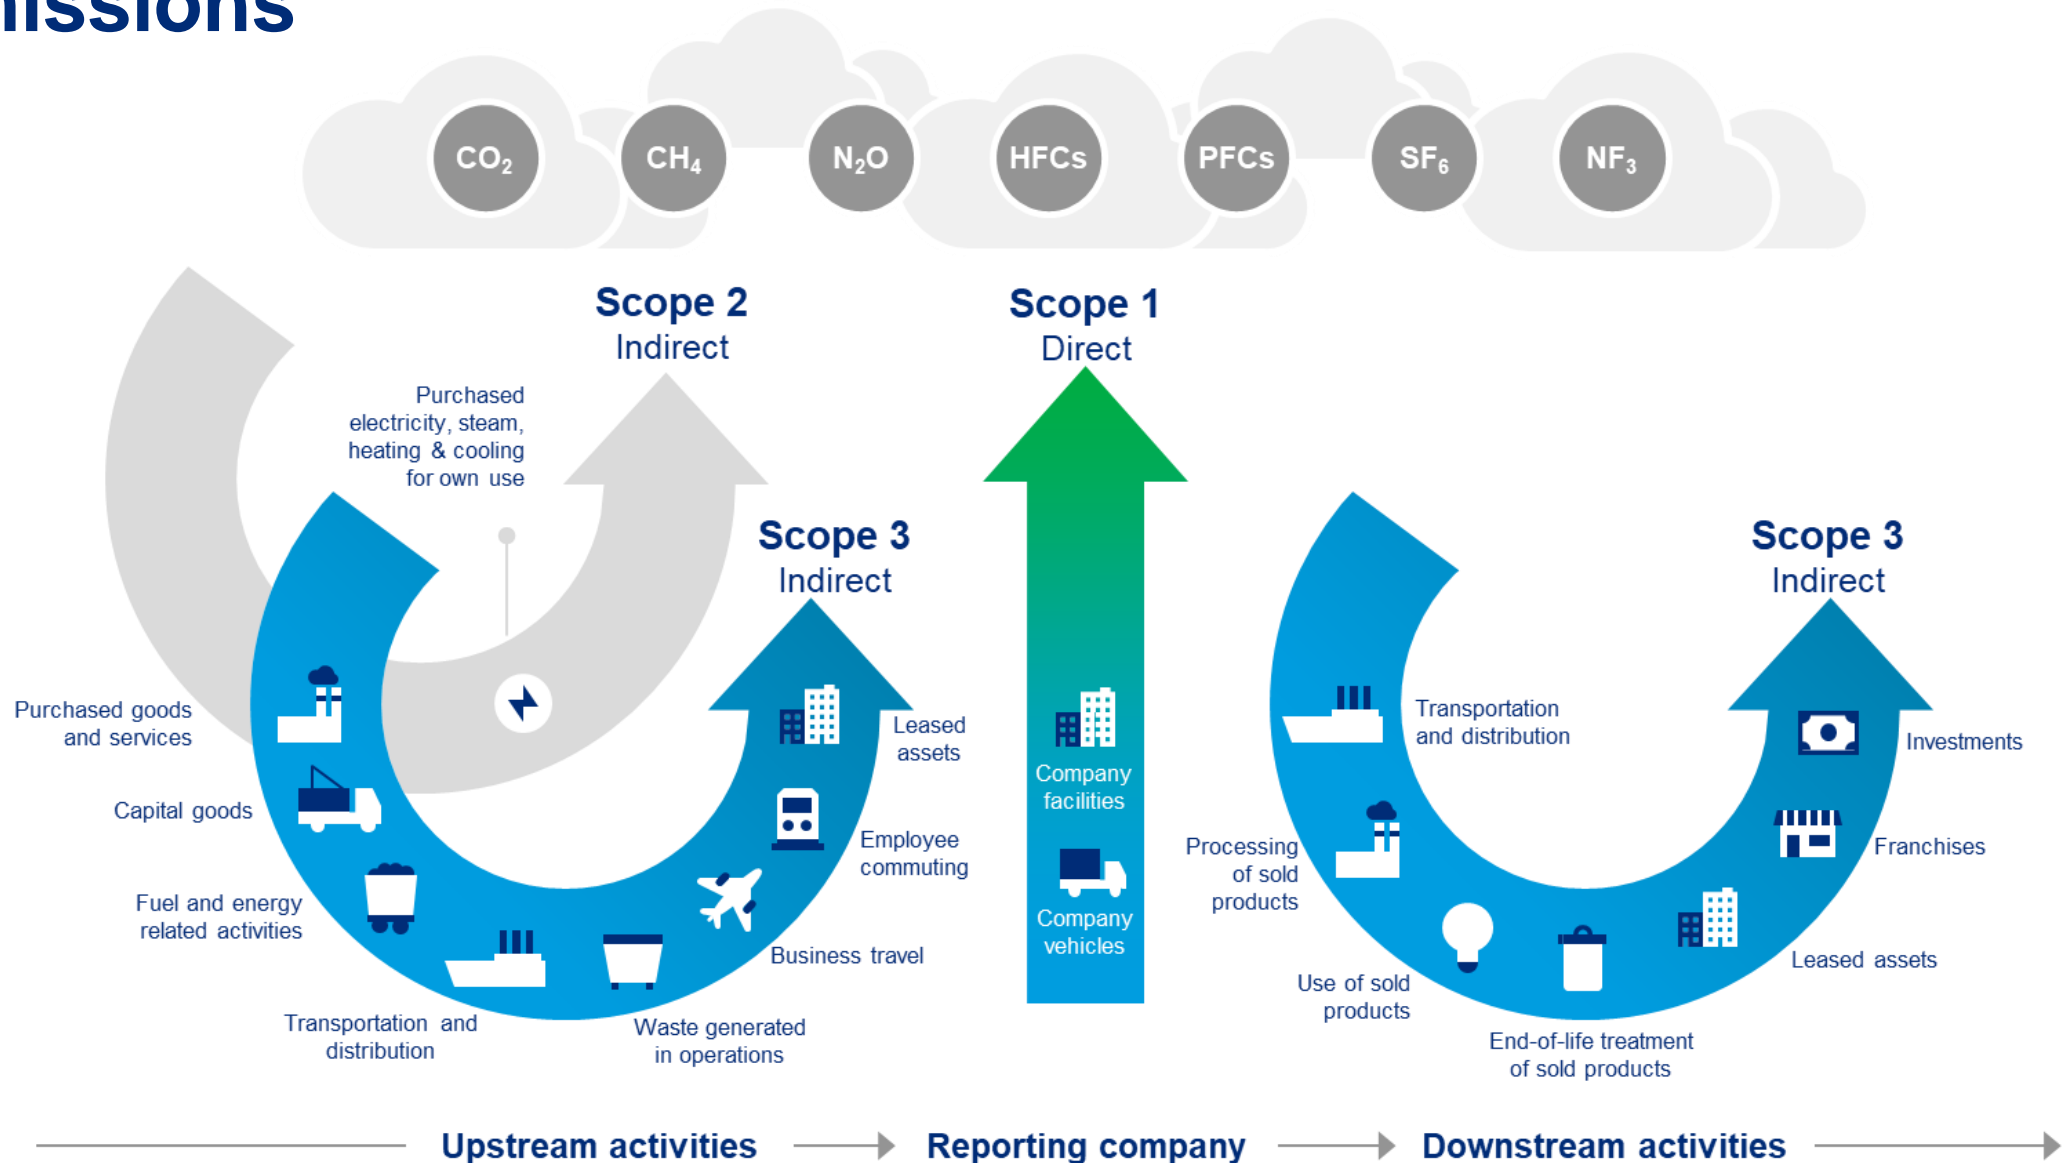 CO₂
CH₄
N₂O
HFCs
PFCs
SF₆
NF₃
Scope 2
Indirect
Purchased
electricity, steam,
heating & cooling
for own use
Scope 1
Direct
Company
facilities
Company
vehicles
Scope 3
Indirect
Purchased goods
and services
Capital goods
Fuel and energy
related activities
Transportation and
distribution
Waste generated
in operations
Business travel
Employee
commuting
Leased
assets
Scope 3
Indirect
Transportation
and distribution
Processing
of sold
products
Use of sold
products
End-of-life treatment
of sold products
Leased assets
Franchises
Investments
Upstream activities
Reporting company
Downstream activities